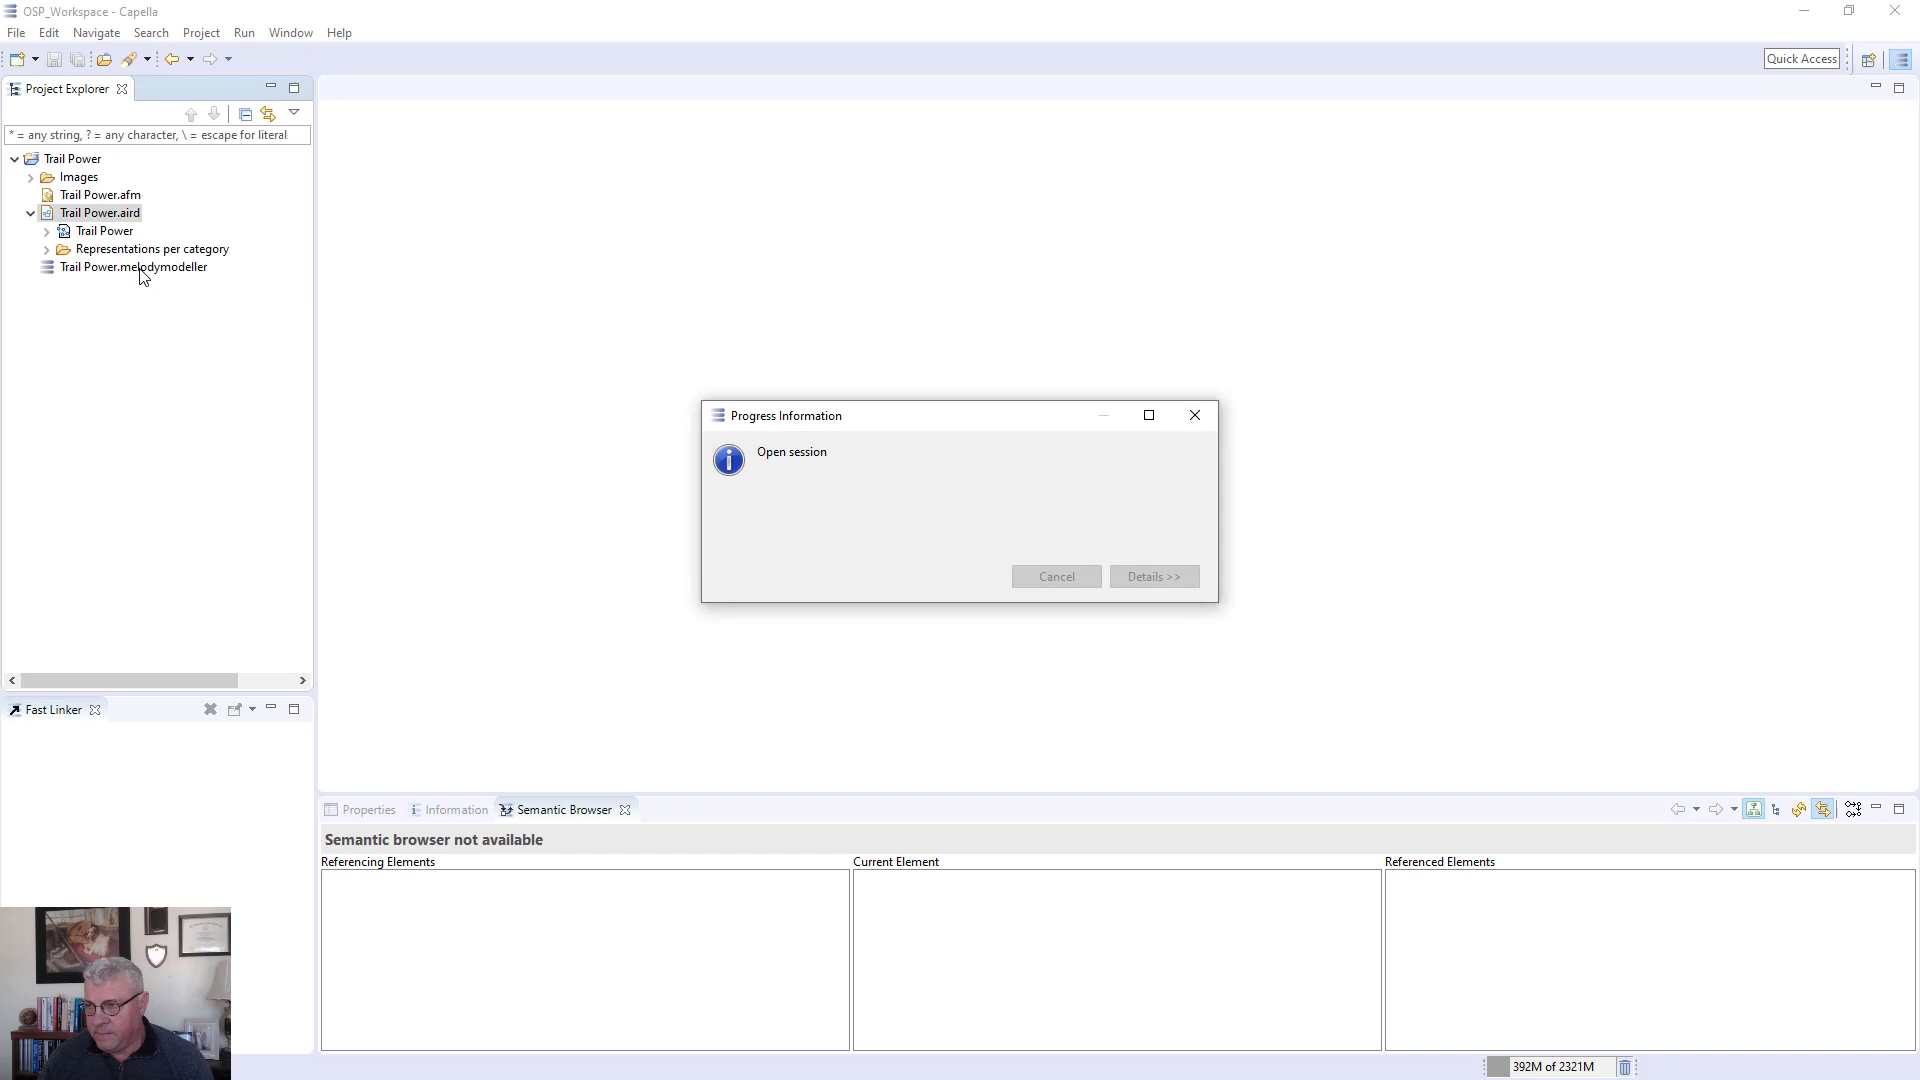 OSP_Workspace - Capella
File Edit Navigate Search Project Run Window Help
Quick Access
Project Explorer
* = any string, ? = any character, \ = escape for literal
Trail Power
Images
Trail Power.afm
Trail Power.aird
Trail Power
Representations per category
Trail Power.melodymodeller
Progress Information
Open session
Cancel Details >>
Fast Linker
Properties Information Semantic Browser
Semantic browser not available
Referencing Elements Current Element Referenced Elements
392M of 2321M